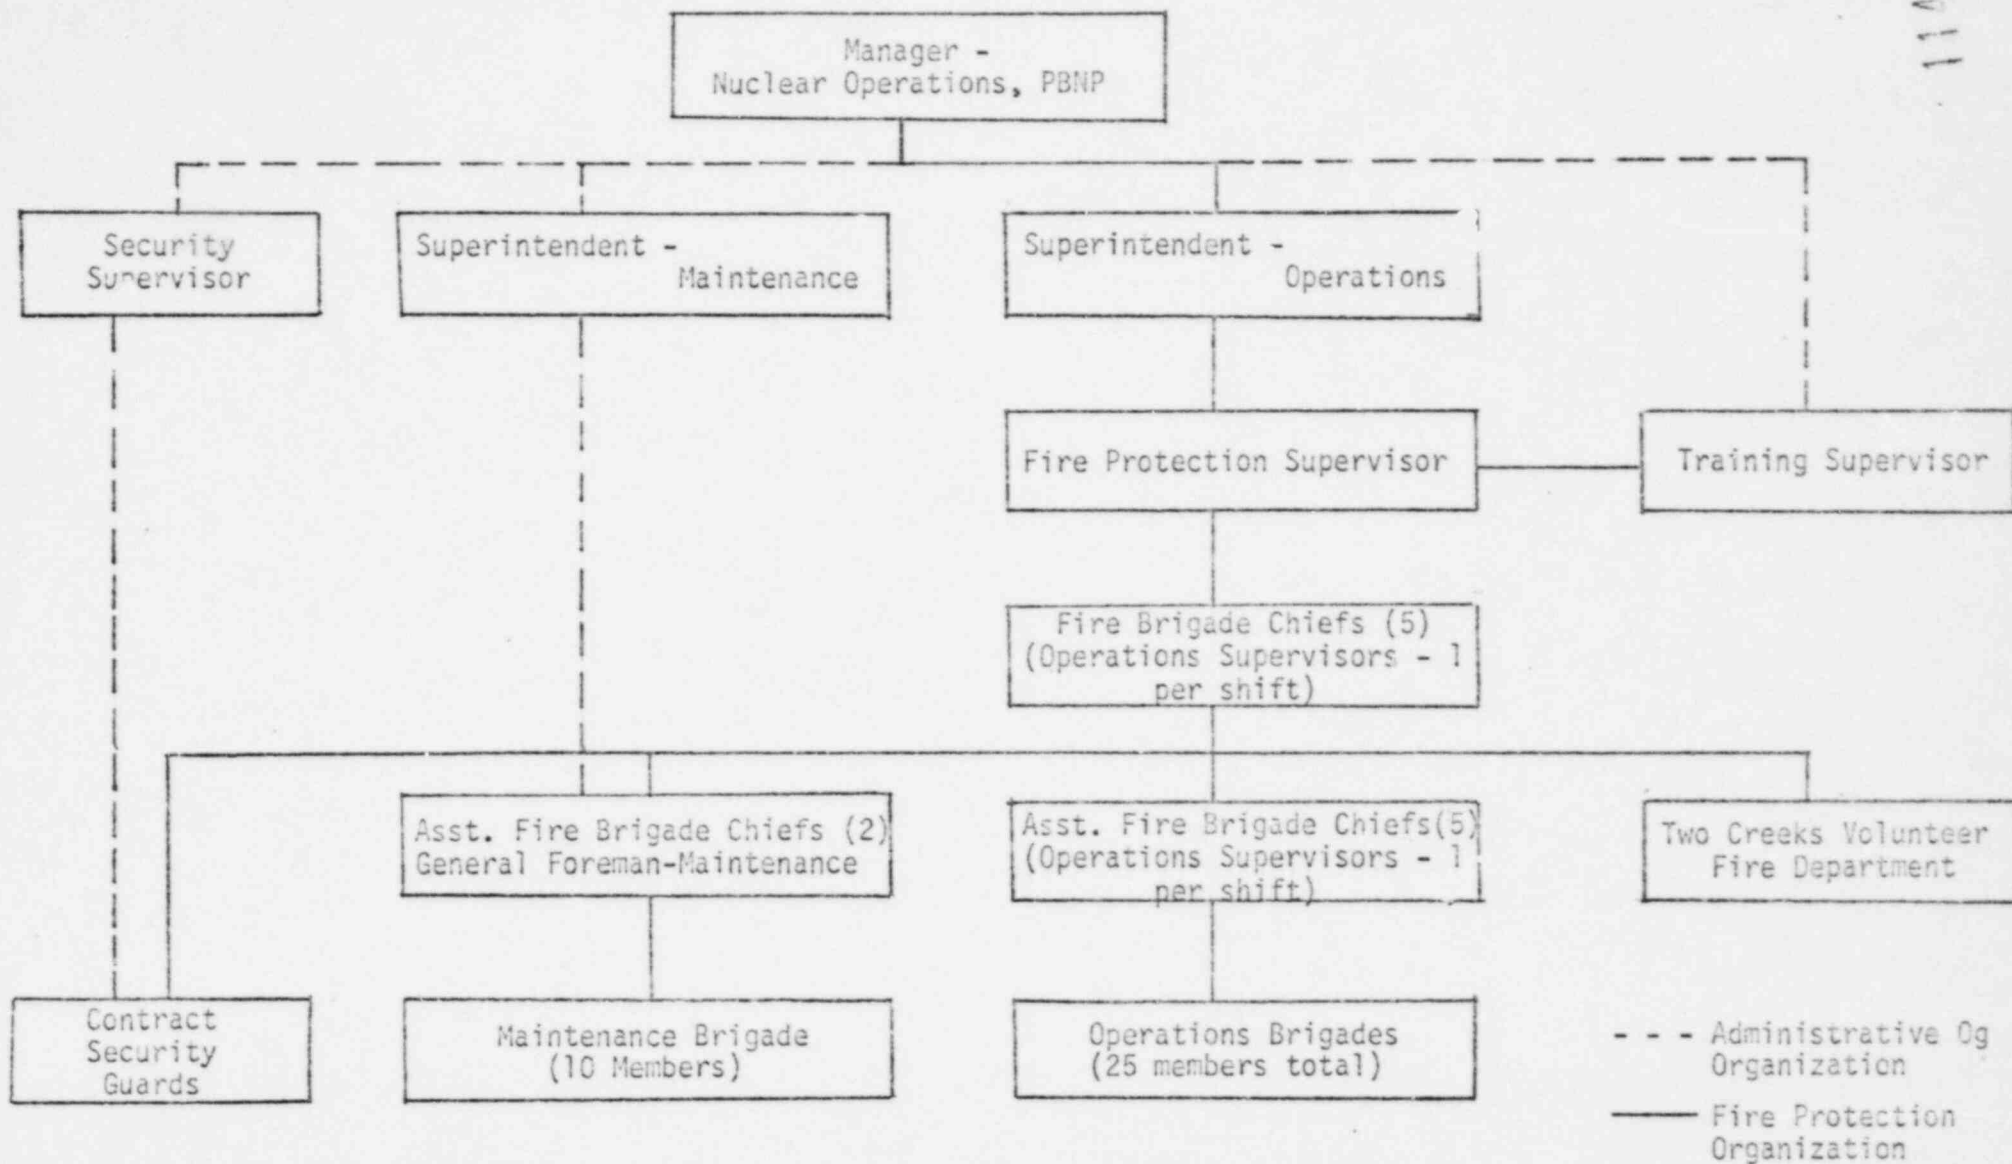 114
Manager -
Nuclear Operations, PBNP
Security
Supervisor
Superintendent -
Maintenance
Superintendent -
Operations
Fire Protection Supervisor
Training Supervisor
Fire Brigade Chiefs (5)
(Operations Supervisors - 1
per shift)
Asst. Fire Brigade Chiefs (2)
General Foreman-Maintenance
Asst. Fire Brigade Chiefs(5)
(Operations Supervisors - 1
per shift)
Two Creeks Volunteer
Fire Department
Contract
Security
Guards
Maintenance Brigade
(10 Members)
Operations Brigades
(25 members total)
- - - Administrative Og
Organization
Fire Protection
Organization